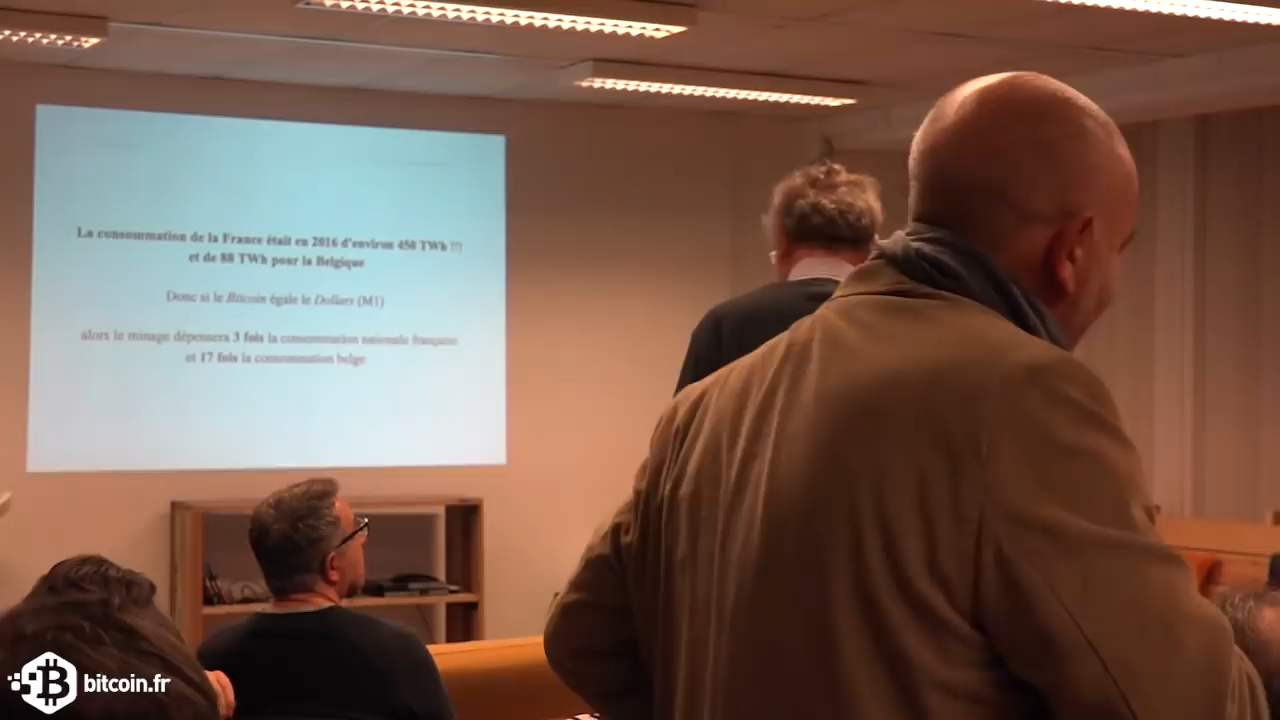 La consommation de la France était en 2016 d'environ 450 TWh !!!
et de 88 TWh pour la Belgique
Donc si le Bitcoin égale le Dollars (M1)
alors le minage dépensera 3 fois la consommation nationale française
et 17 fois la consommation belge
bitcoin.fr